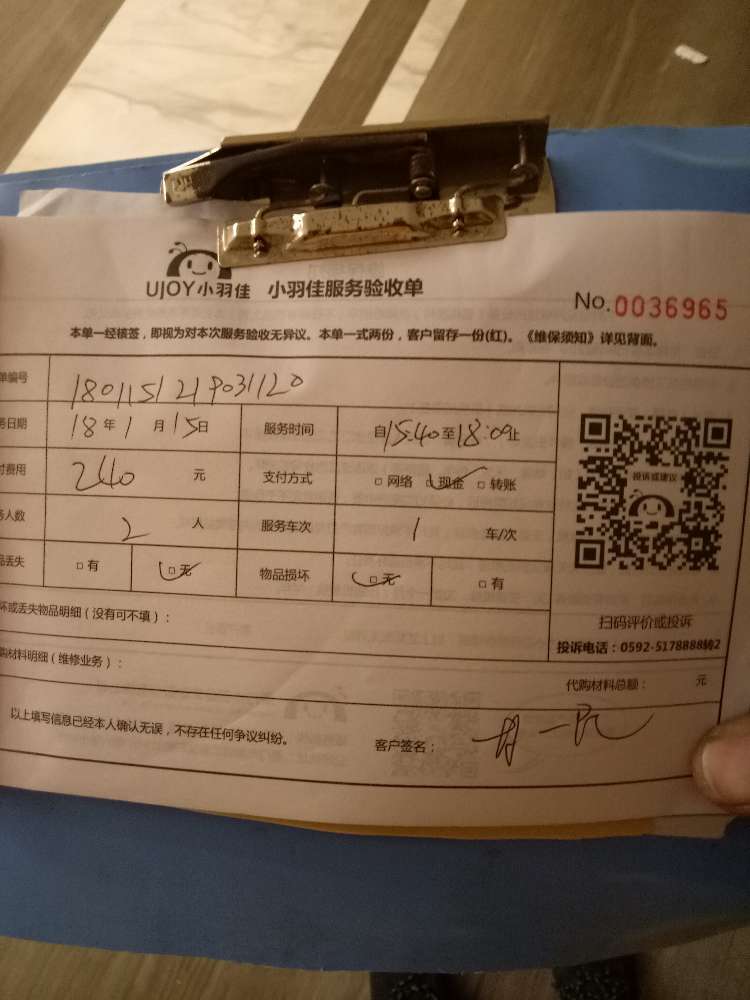 UJOY小羽佳 小羽佳服务验收单
No.0036965
本单一经核签，即视为对本次服务验收无异议。本单一式两份，客户留存一份(红)。《维保须知》详见背面。
单编号 1801151219031120
务日期 18年1月15日 服务时间 自15:40至18:09止
付费用 240 元 支付方式 □网络 □现金 □转账
务人数 2 人 服务车次 1 车/次
品丢失 □有 □无 物品损坏 □无 □有
投诉或建议
扫码评价或投诉
投诉电话：0592-5178888转2
坏或丢失物品明细（没有可不填）：
购材料明细（维修业务）：
代购材料总额： 元
以上填写信息已经本人确认无误，不存在任何争议纠纷。
客户签名：